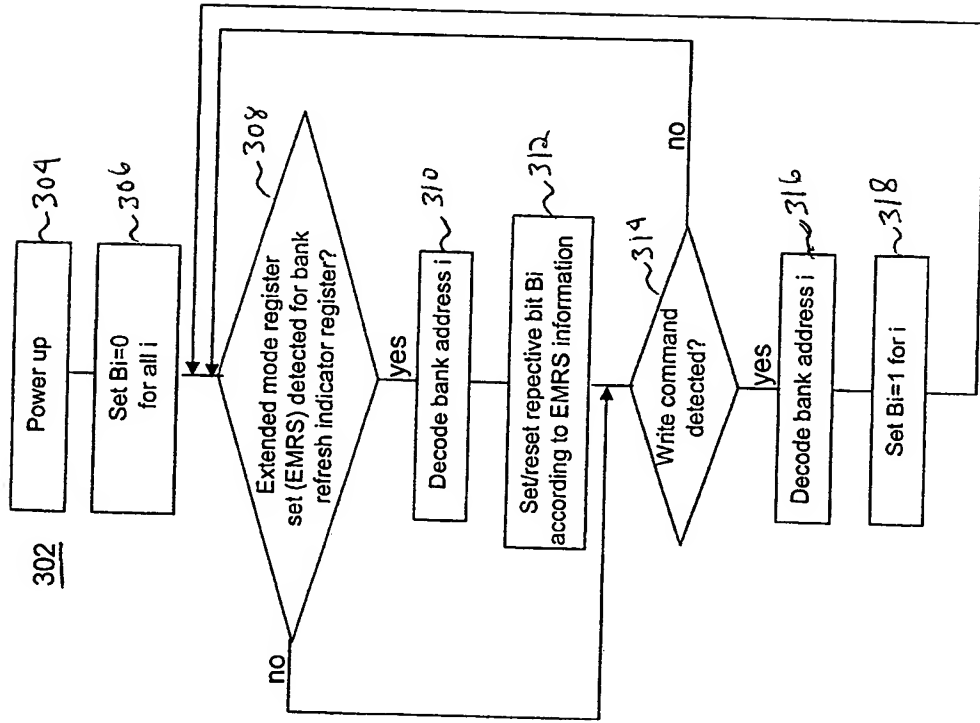 302
Power up
304
Set Bi=0
for all i
306
Extended mode register
set (EMRS) detected for bank
refresh indicator register?
308
no
yes
Decode bank address i
310
Set/reset repective bit Bi
according to EMRS information
312
Write command
detected?
314
no
yes
Decode bank address i
316
Set Bi=1 for i
318